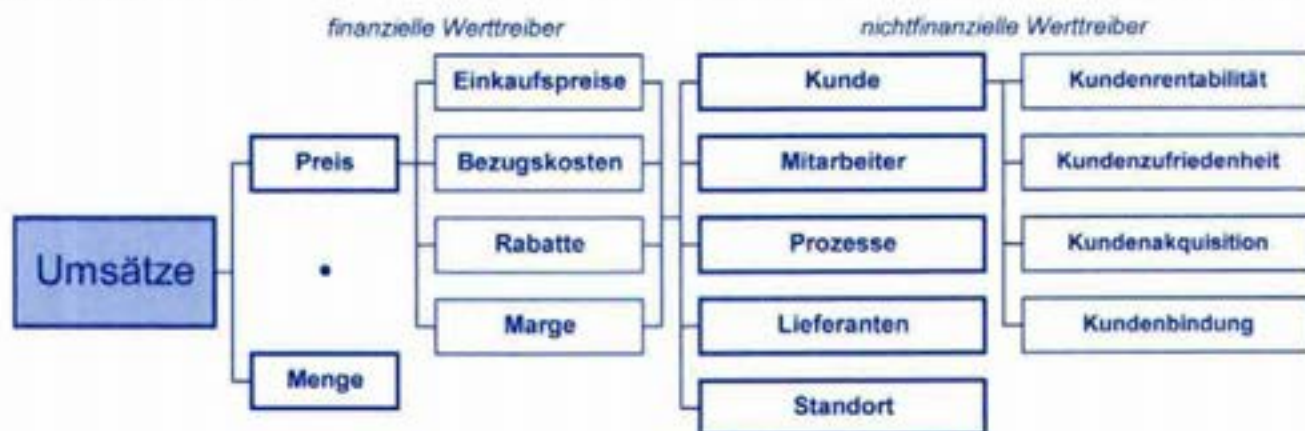 finanzielle Werttreiber
nichtfinanzielle Werttreiber
Umsätze
Preis
•
Menge
Einkaufspreise
Bezugskosten
Rabatte
Marge
Kunde
Mitarbeiter
Prozesse
Lieferanten
Standort
Kundenrentabilität
Kundenzufriedenheit
Kundenakquisition
Kundenbindung